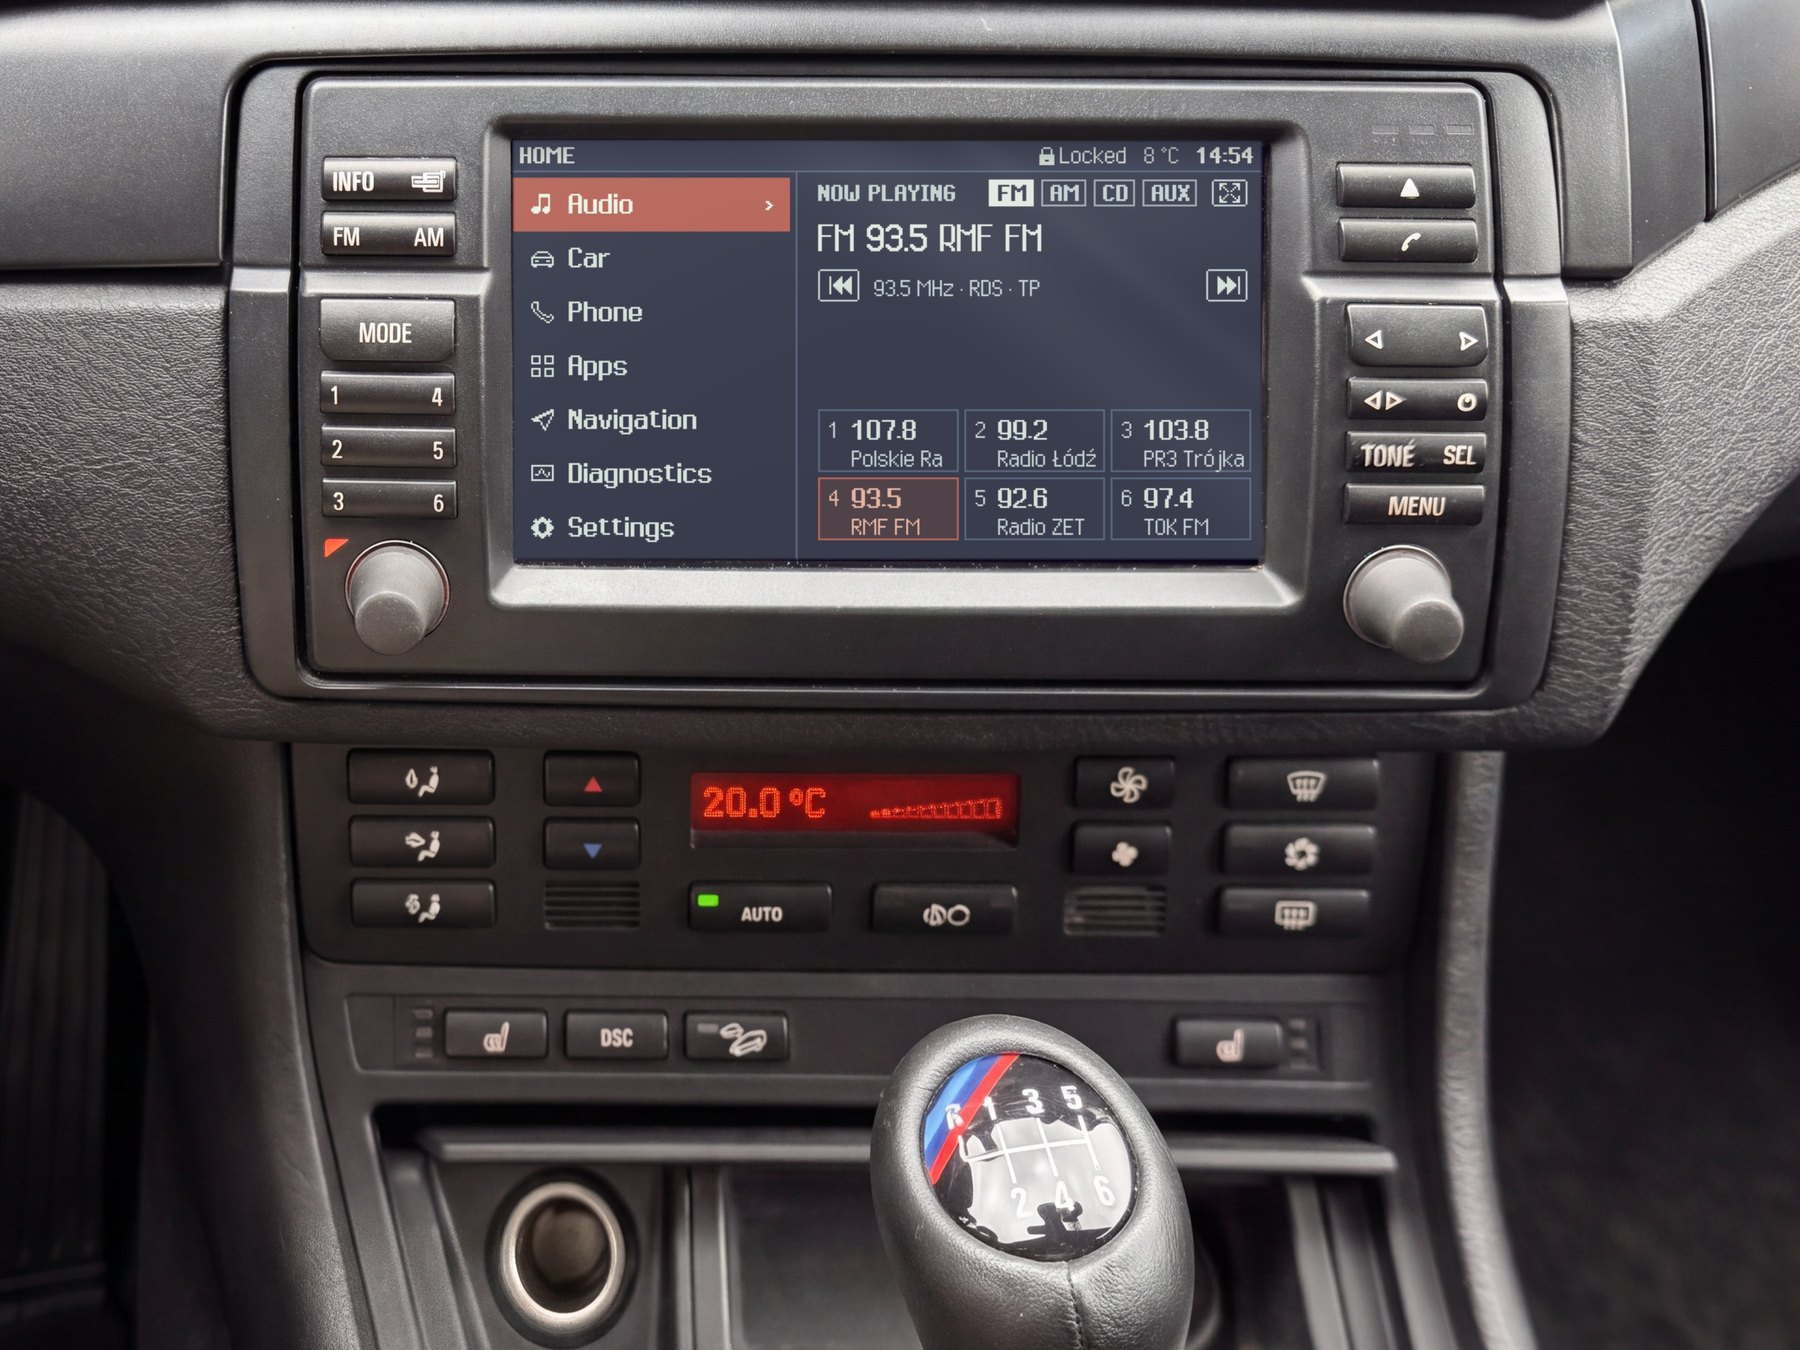 INFO
FM AM
MODE
1 4
2 5
3 6
HOME
Locked 8 °C 14:54
Audio
Car
Phone
Apps
Navigation
Diagnostics
Settings
NOW PLAYING FM AM CD AUX
FM 93.5 RMF FM
93.5 MHz · RDS · TP
1 107.8
Polskie Ra
2 99.2
Radio Łódź
3 103.8
PR3 Trójka
4 93.5
RMF FM
5 92.6
Radio ZET
6 97.4
TOK FM
TONE SEL
MENU
20.0 °C
AUTO
DSC
R 1 3 5
2 4 6